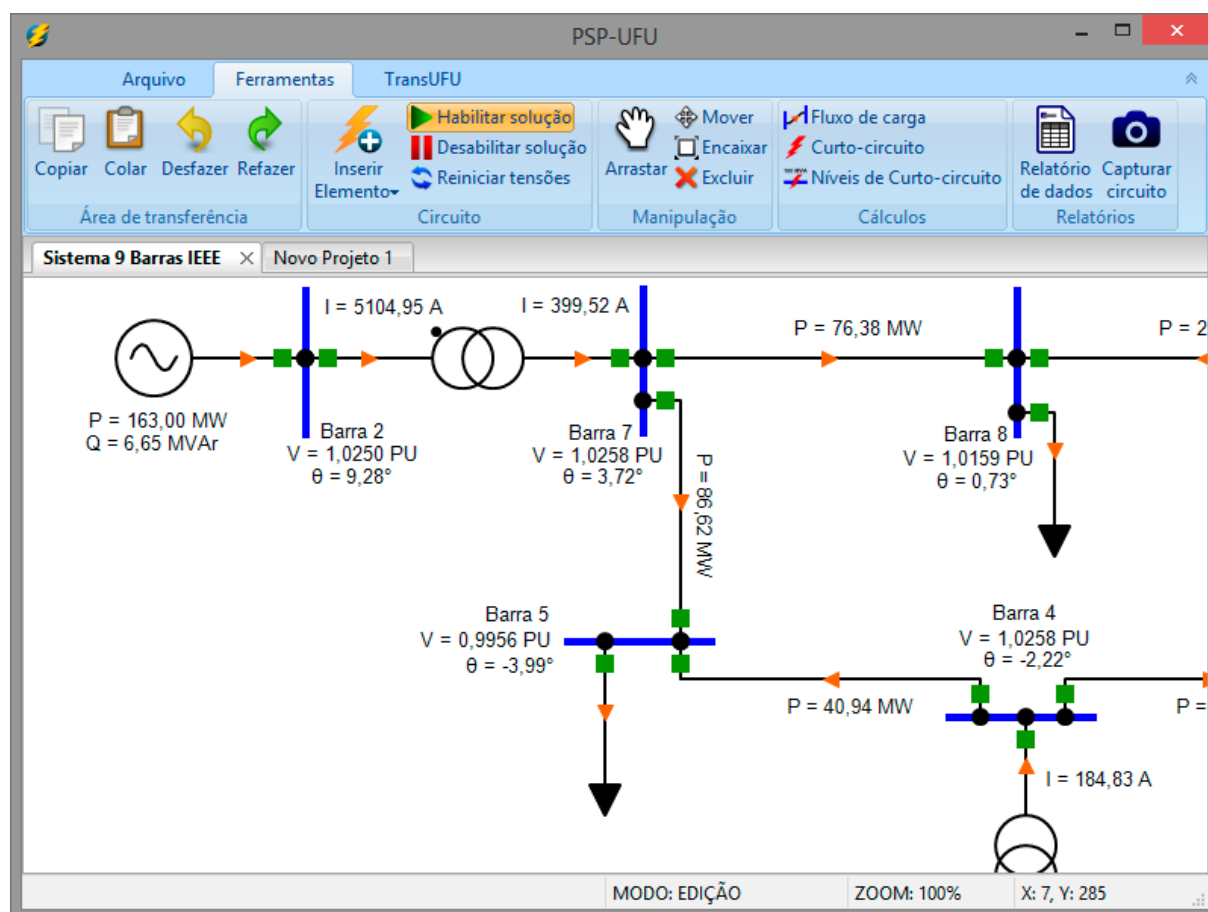 PSP-UFU
Arquivo Ferramentas TransUFU
Copiar Colar Desfazer Refazer
Área de transferência
Inserir
Elemento
Habilitar solução
Desabilitar solução
Reiniciar tensões
Circuito
Arrastar
Mover
Encaixar
Excluir
Manipulação
Fluxo de carga
Curto-circuito
Níveis de Curto-circuito
Cálculos
Relatório
de dados
Capturar
circuito
Relatórios
Sistema 9 Barras IEEE Novo Projeto 1
I = 5104,95 A
I = 399,52 A
P = 76,38 MW
P = 2
P = 163,00 MW
Q = 6,65 MVAr
Barra 2
V = 1,0250 PU
θ = 9,28°
Barra 7
V = 1,0258 PU
θ = 3,72°
P = 86,62 MW
Barra 8
V = 1,0159 PU
θ = 0,73°
Barra 5
V = 0,9956 PU
θ = -3,99°
Barra 4
V = 1,0258 PU
θ = -2,22°
P = 40,94 MW
P =
I = 184,83 A
MODO: EDIÇÃO ZOOM: 100% X: 7, Y: 285